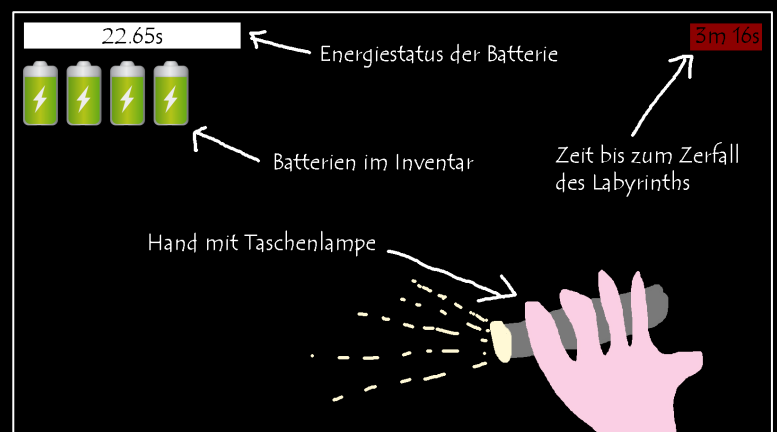 22.65s
3m 16s
Energiestatus der Batterie
Batterien im Inventar
Zeit bis zum Zerfall
des Labyrinths
Hand mit Taschenlampe